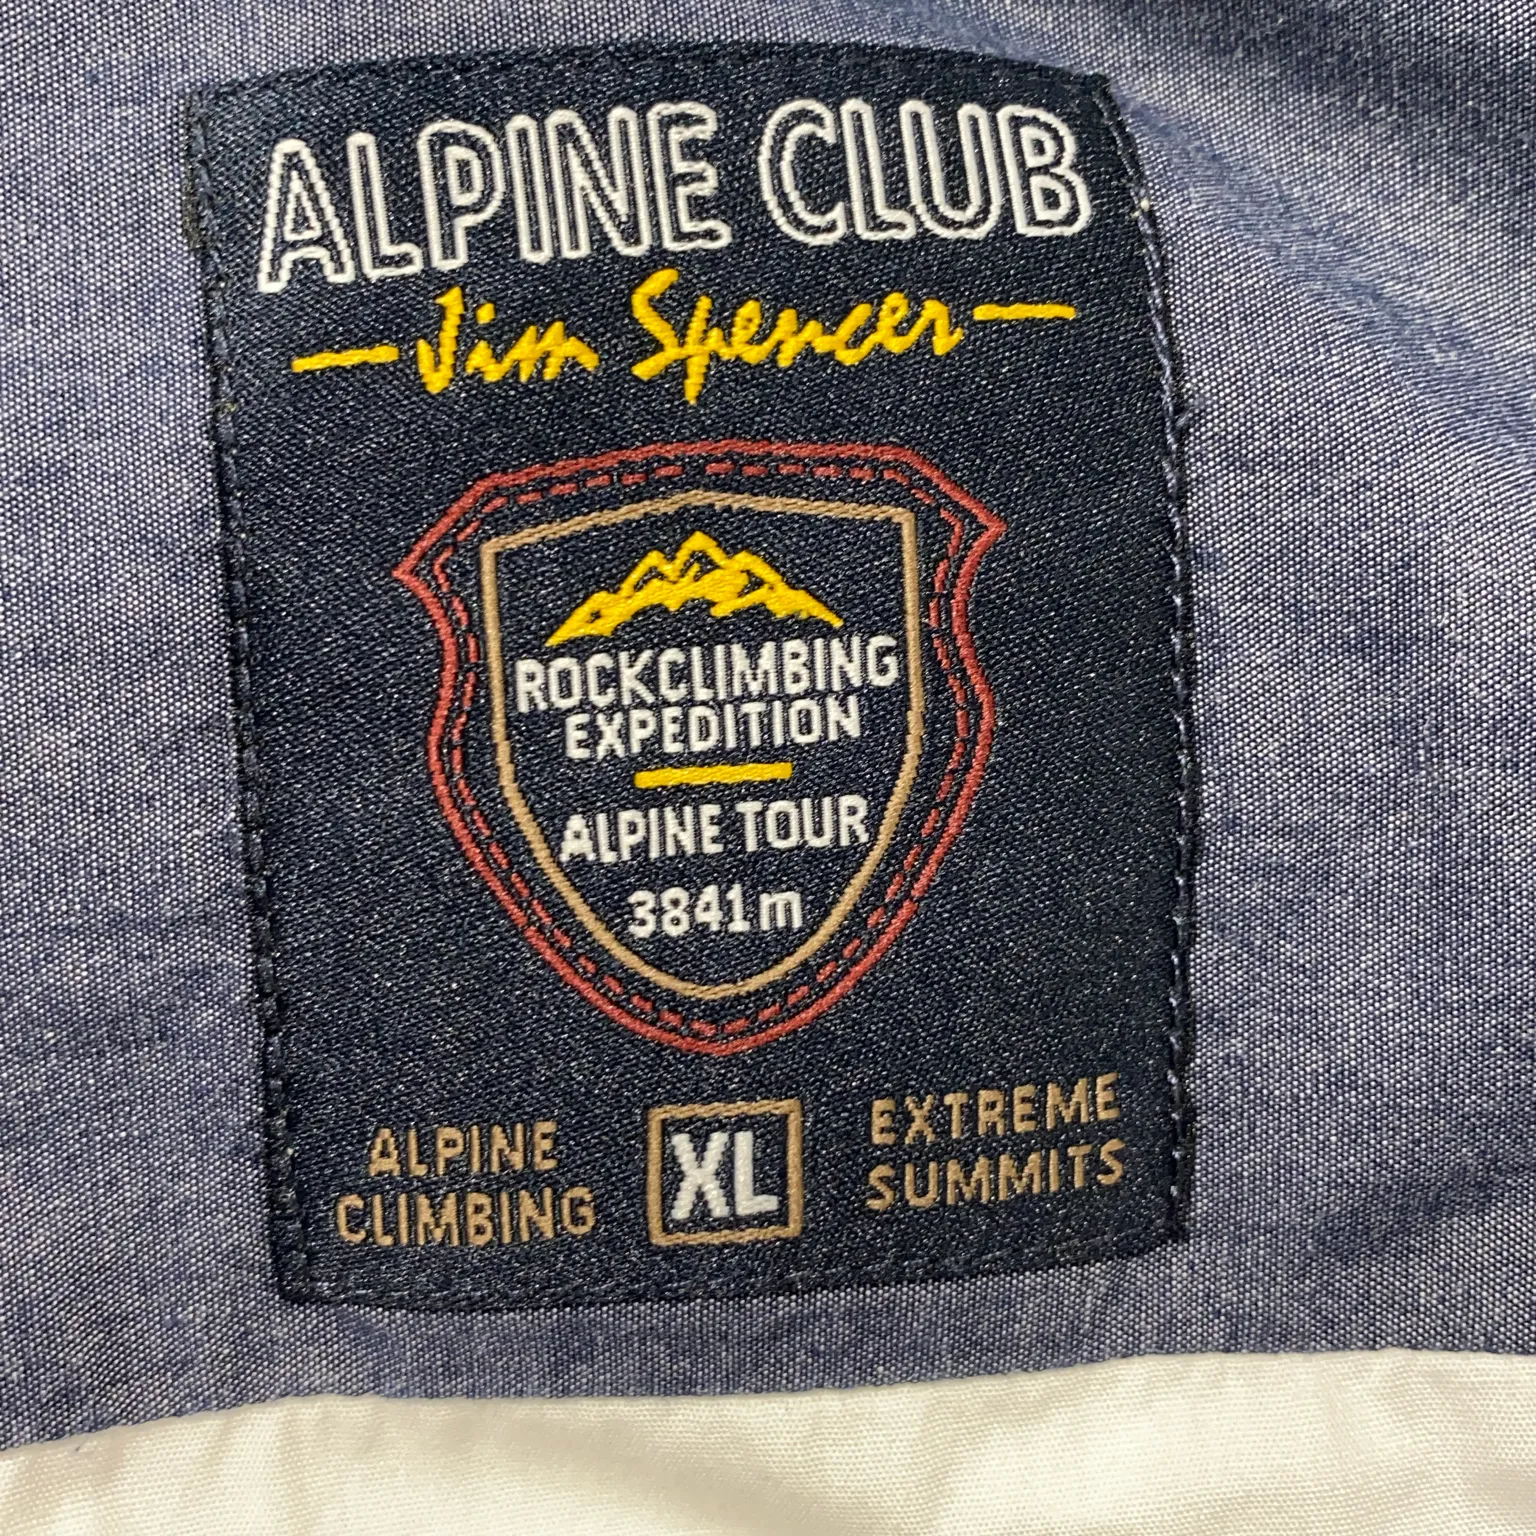 ALPINE CLUB
Jim Spencer
ROCKCLIMBING
EXPEDITION
ALPINE TOUR
3841m
ALPINE
CLIMBING
XL
EXTREME
SUMMITS